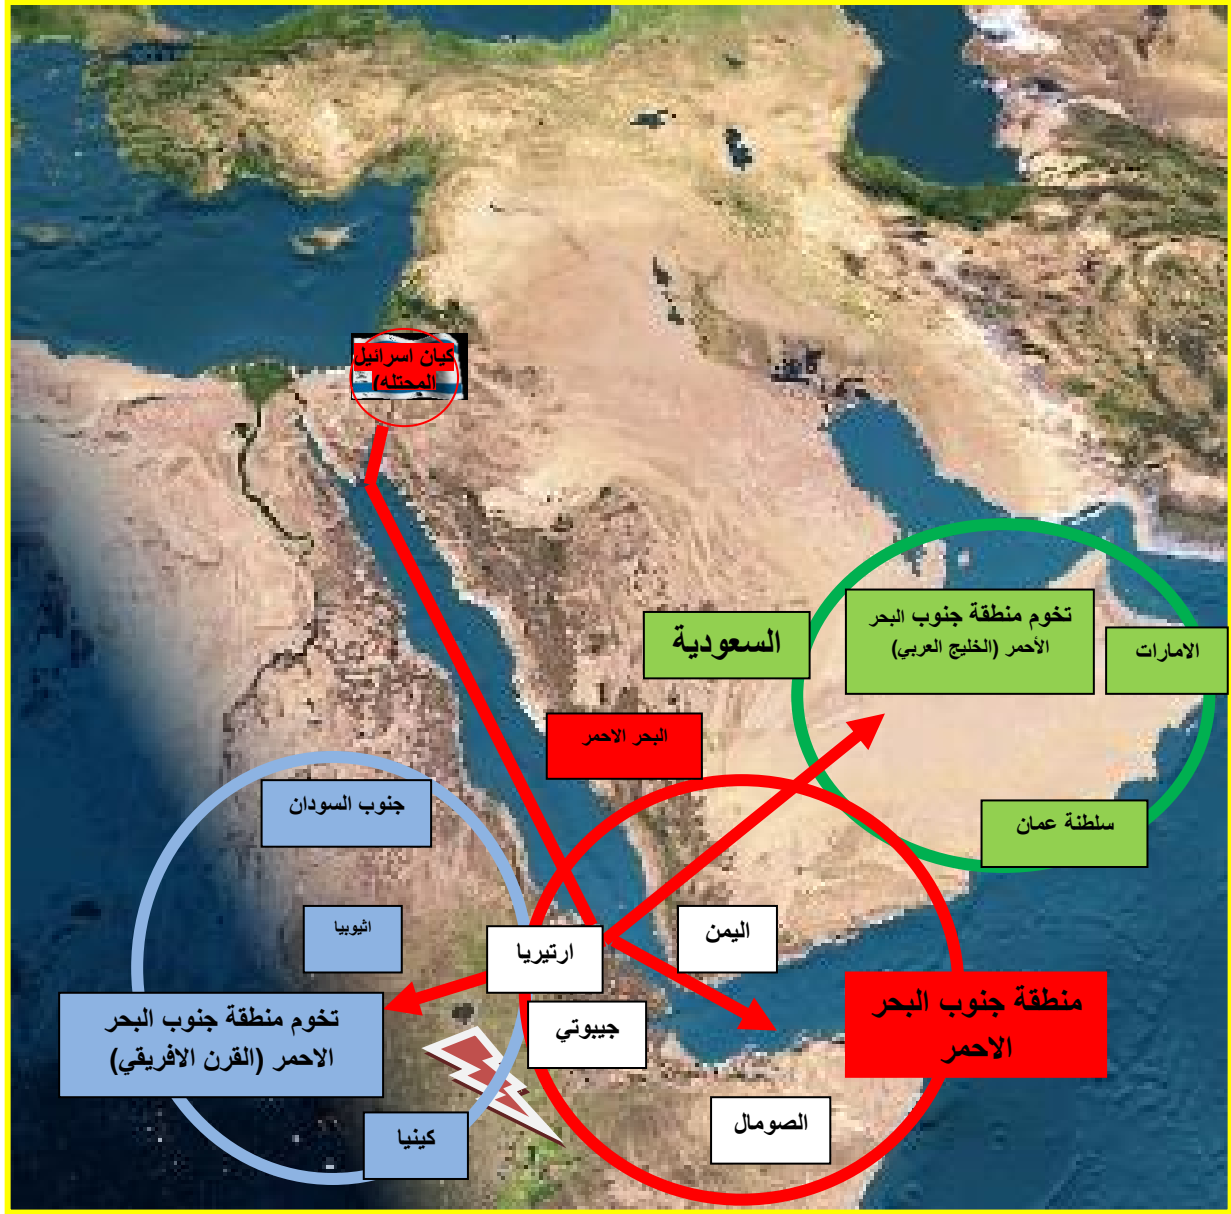 كيان اسرائيل
المحتله)
تخوم منطقة جنوب البحر
الأحمر (الخليج العربي)
السعودية
الامارات
البحر الاحمر
سلطنة عمان
جنوب السودان
اثيوبيا
ارتيريا
اليمن
منطقة جنوب البحر
الاحمر
تخوم منطقة جنوب البحر
الاحمر (القرن الافريقي)
جيبوتي
الصومال
كينيا